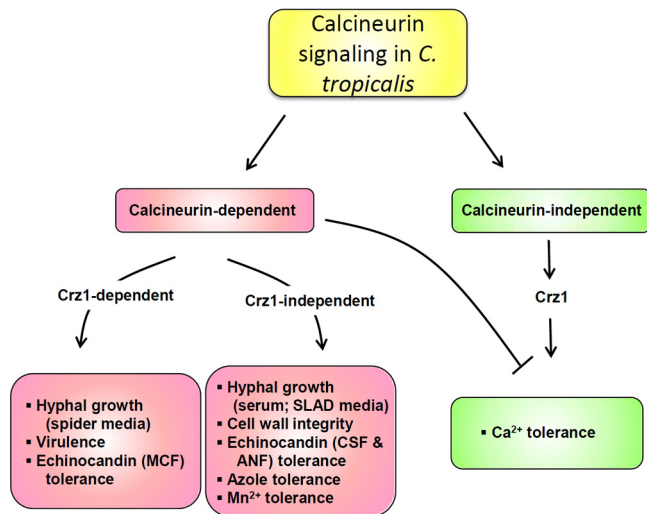 Calcineurin
signaling in C.
tropicalis
Calcineurin-dependent
Calcineurin-independent
Crz1-dependent
Crz1-independent
Crz1
▪ Hyphal growth
(spider media)
▪ Virulence
▪ Echinocandin (MCF)
tolerance
▪ Hyphal growth
(serum; SLAD media)
▪ Cell wall integrity
▪ Echinocandin (CSF &
ANF) tolerance
▪ Azole tolerance
▪ Mn²⁺ tolerance
▪ Ca²⁺ tolerance